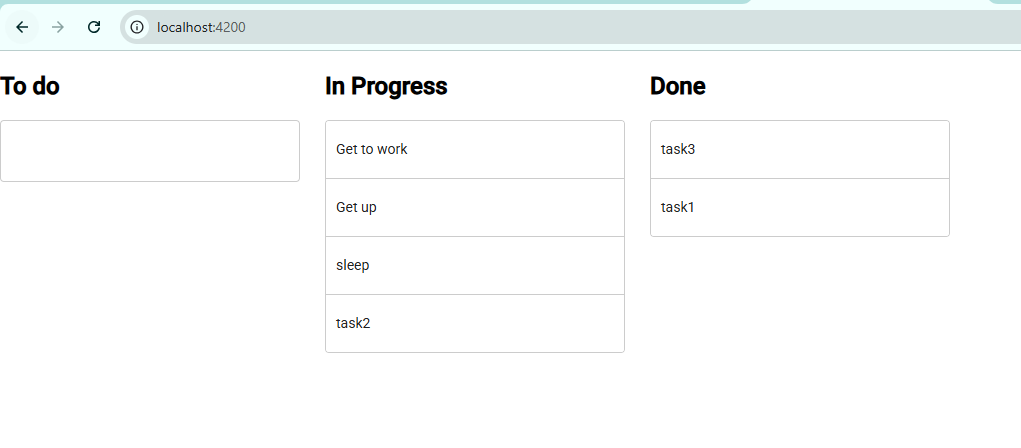 localhost:4200
To do
In Progress
Get to work
Get up
sleep
task2
Done
task3
task1